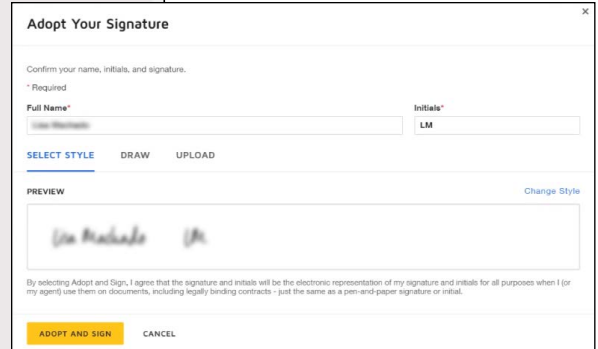 ×
Adopt Your Signature
Confirm your name, initials, and signature.
* Required
Full Name*
Initials*
LM
SELECT STYLE DRAW UPLOAD
PREVIEW
Change Style
By selecting Adopt and Sign, I agree that the signature and initials will be the electronic representation of my signature and initials for all purposes when I (or
my agent) use them on documents, including legally binding contracts - just the same as a pen-and-paper signature or initial.
ADOPT AND SIGN CANCEL